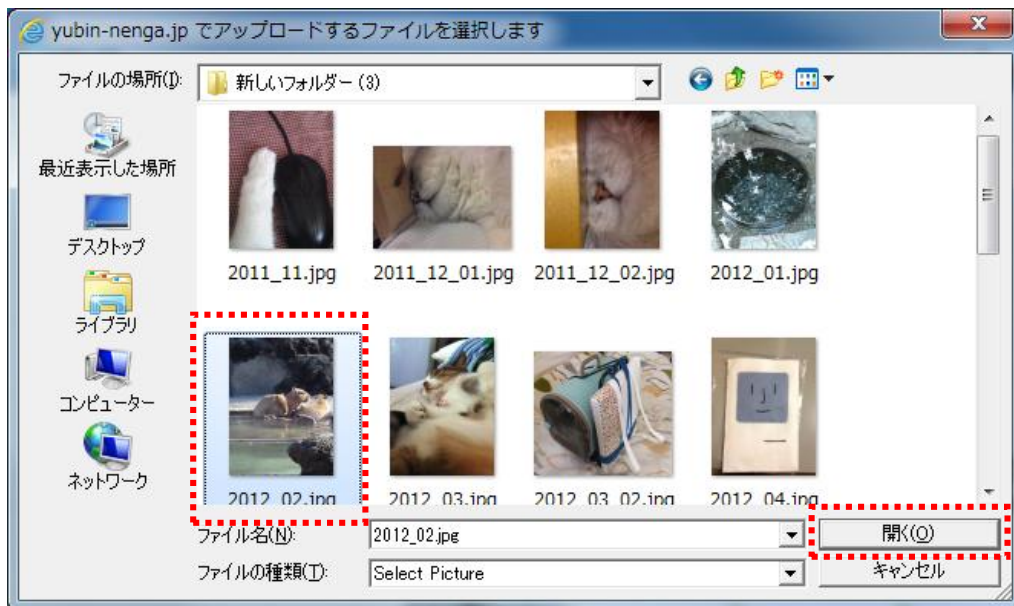 yubin-nenga.jp でアップロードするファイルを選択します
ファイルの場所(I):
新しいフォルダー (3)
最近表示した場所
デスクトップ
ライブラリ
コンピューター
ネットワーク
2011_11.jpg 2011_12_01.jpg 2011_12_02.jpg 2012_01.jpg
2012_02.jpg 2012_03.jpg 2012_03_02.jpg 2012_04.jpg
ファイル名(N): 2012_02.jpg 開く(O)
ファイルの種類(T): Select Picture キャンセル